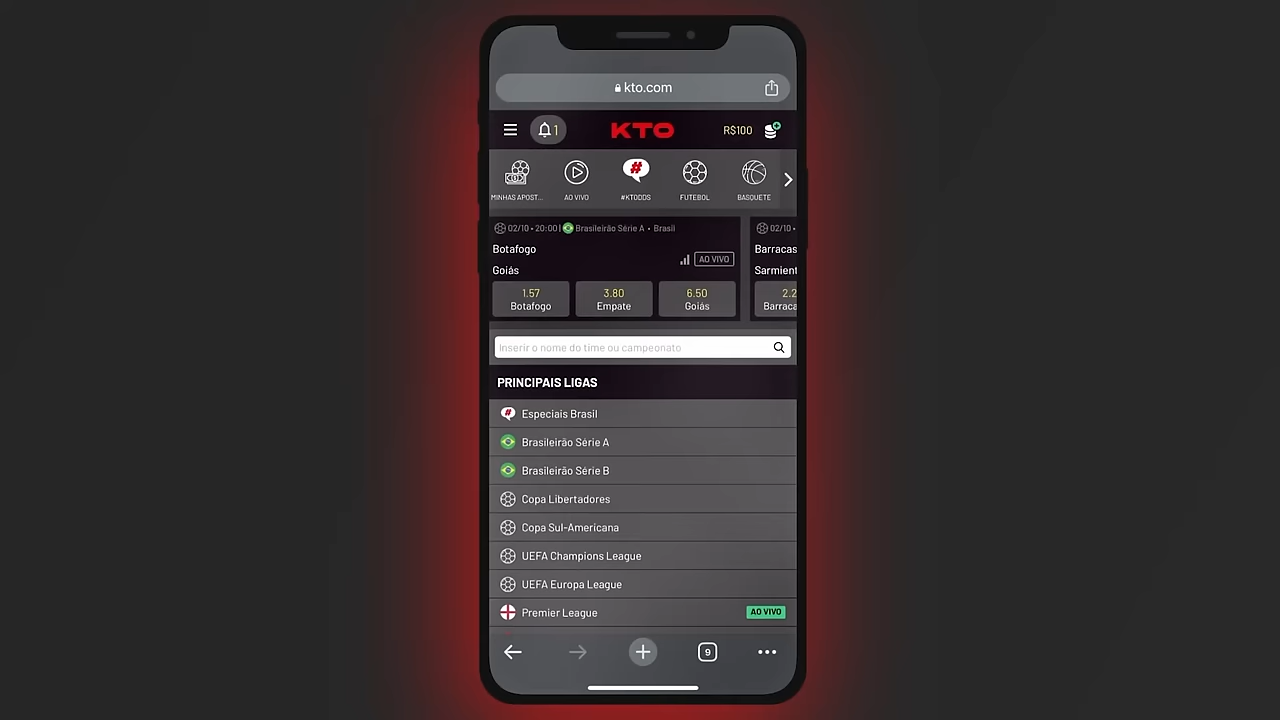 kto.com
1
KTO
R$100
MINHAS APOST...
AO VIVO
#KTODDS
FUTEBOL
BASQUETE
02/10 • 20:00 | Brasileirão Série A • Brasil
02/10 •
Botafogo
Goiás
AO VIVO
Barracas
Sarmient
1.57
Botafogo
3.80
Empate
6.50
Goiás
2.2
Barraca
Inserir o nome do time ou campeonato
PRINCIPAIS LIGAS
Especiais Brasil
Brasileirão Série A
Brasileirão Série B
Copa Libertadores
Copa Sul-Americana
UEFA Champions League
UEFA Europa League
Premier League
AO VIVO
9